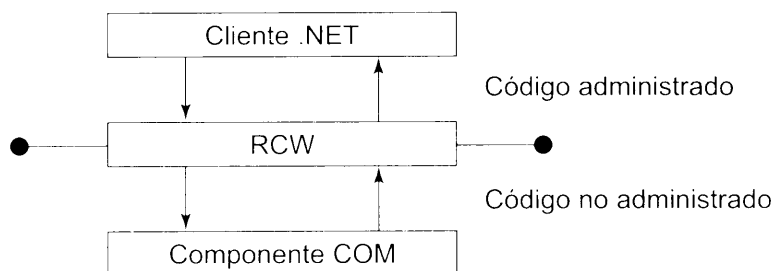 Cliente .NET
Código administrado
RCW
Código no administrado
Componente COM